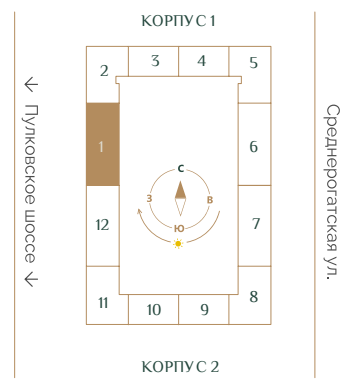 КОРПУС 1
2 3 4 5
1 6
12 7
11 10 9 8
С
З В
Ю
← Пулковское шоссе ←
Среднерогатская ул.
КОРПУС 2